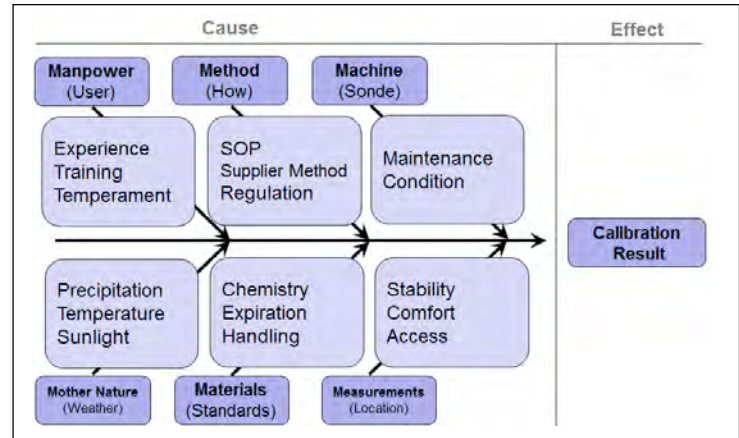 Cause
Effect
Manpower
(User)
Method
(How)
Machine
(Sonde)
Experience
Training
Temperament
SOP
Supplier Method
Regulation
Maintenance
Condition
Calibration
Result
Precipitation
Temperature
Sunlight
Chemistry
Expiration
Handling
Stability
Comfort
Access
Mother Nature
(Weather)
Materials
(Standards)
Measurements
(Location)